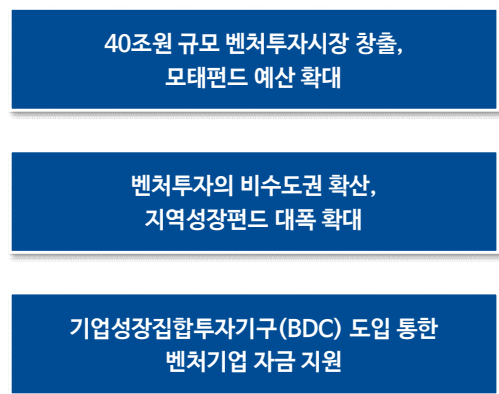 40조원 규모 벤처투자시장 창출,
모태펀드 예산 확대
벤처투자의 비수도권 확산,
지역성장펀드 대폭 확대
기업성장집합투자기구(BDC) 도입 통한
벤처기업 자금 지원